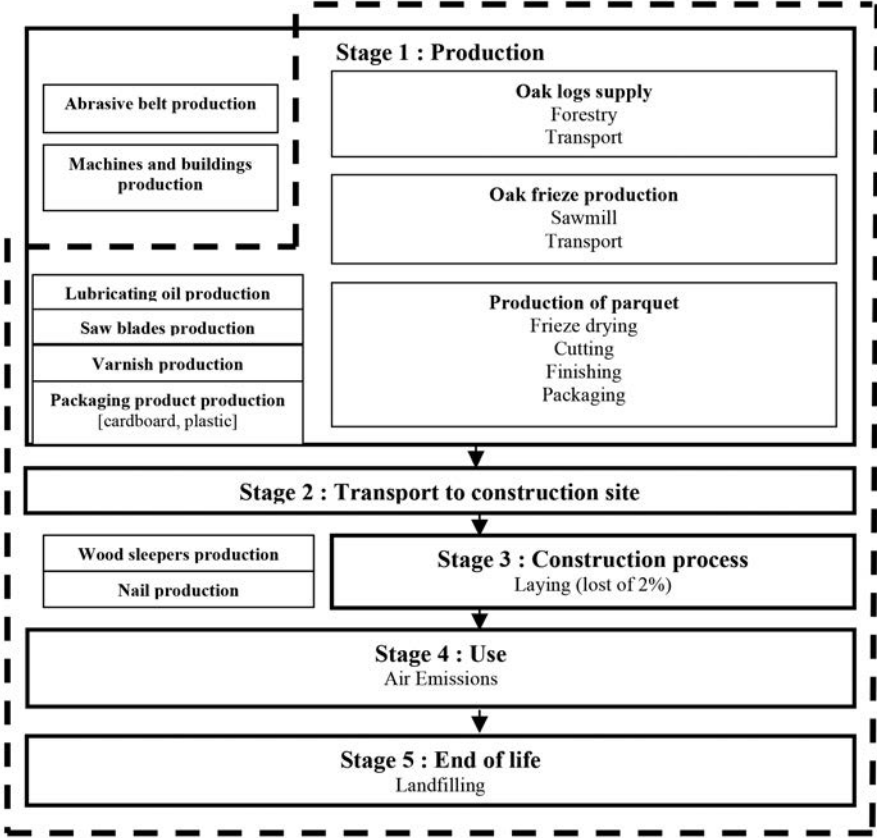 Stage 1 : Production
Abrasive belt production
Machines and buildings
production
Oak logs supply
Forestry
Transport
Oak frieze production
Sawmill
Transport
Lubricating oil production
Saw blades production
Varnish production
Packaging product production
[cardboard, plastic]
Production of parquet
Frieze drying
Cutting
Finishing
Packaging
Stage 2 : Transport to construction site
Wood sleepers production
Nail production
Stage 3 : Construction process
Laying (lost of 2%)
Stage 4 : Use
Air Emissions
Stage 5 : End of life
Landfilling